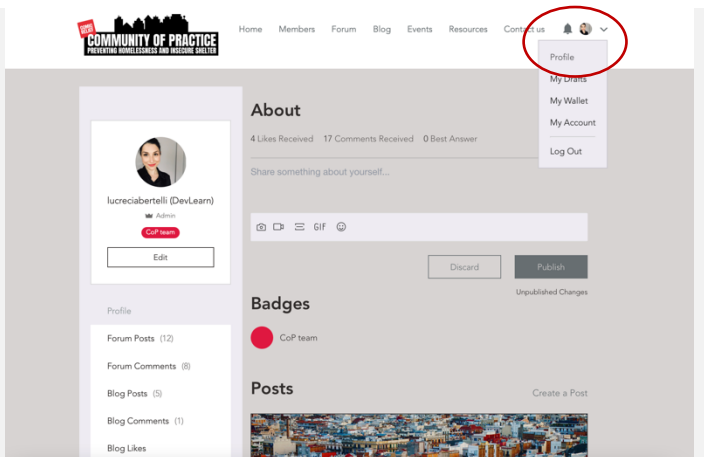 COMIC
RELIEF
COMMUNITY OF PRACTICE
PREVENTING HOMELESSNESS AND INSECURE SHELTER
Home Members Forum Blog Events Resources Contact us
Profile
My Drafts
My Wallet
My Account
Log Out
lucreciabertelli (DevLearn)
Admin
CoP team
Edit
Profile
Forum Posts (12)
Forum Comments (8)
Blog Posts (5)
Blog Comments (1)
Blog Likes
About
4 Likes Received 17 Comments Received 0 Best Answer
Share something about yourself...
GIF
Discard Publish
Unpublished Changes
Badges
CoP team
Posts Create a Post